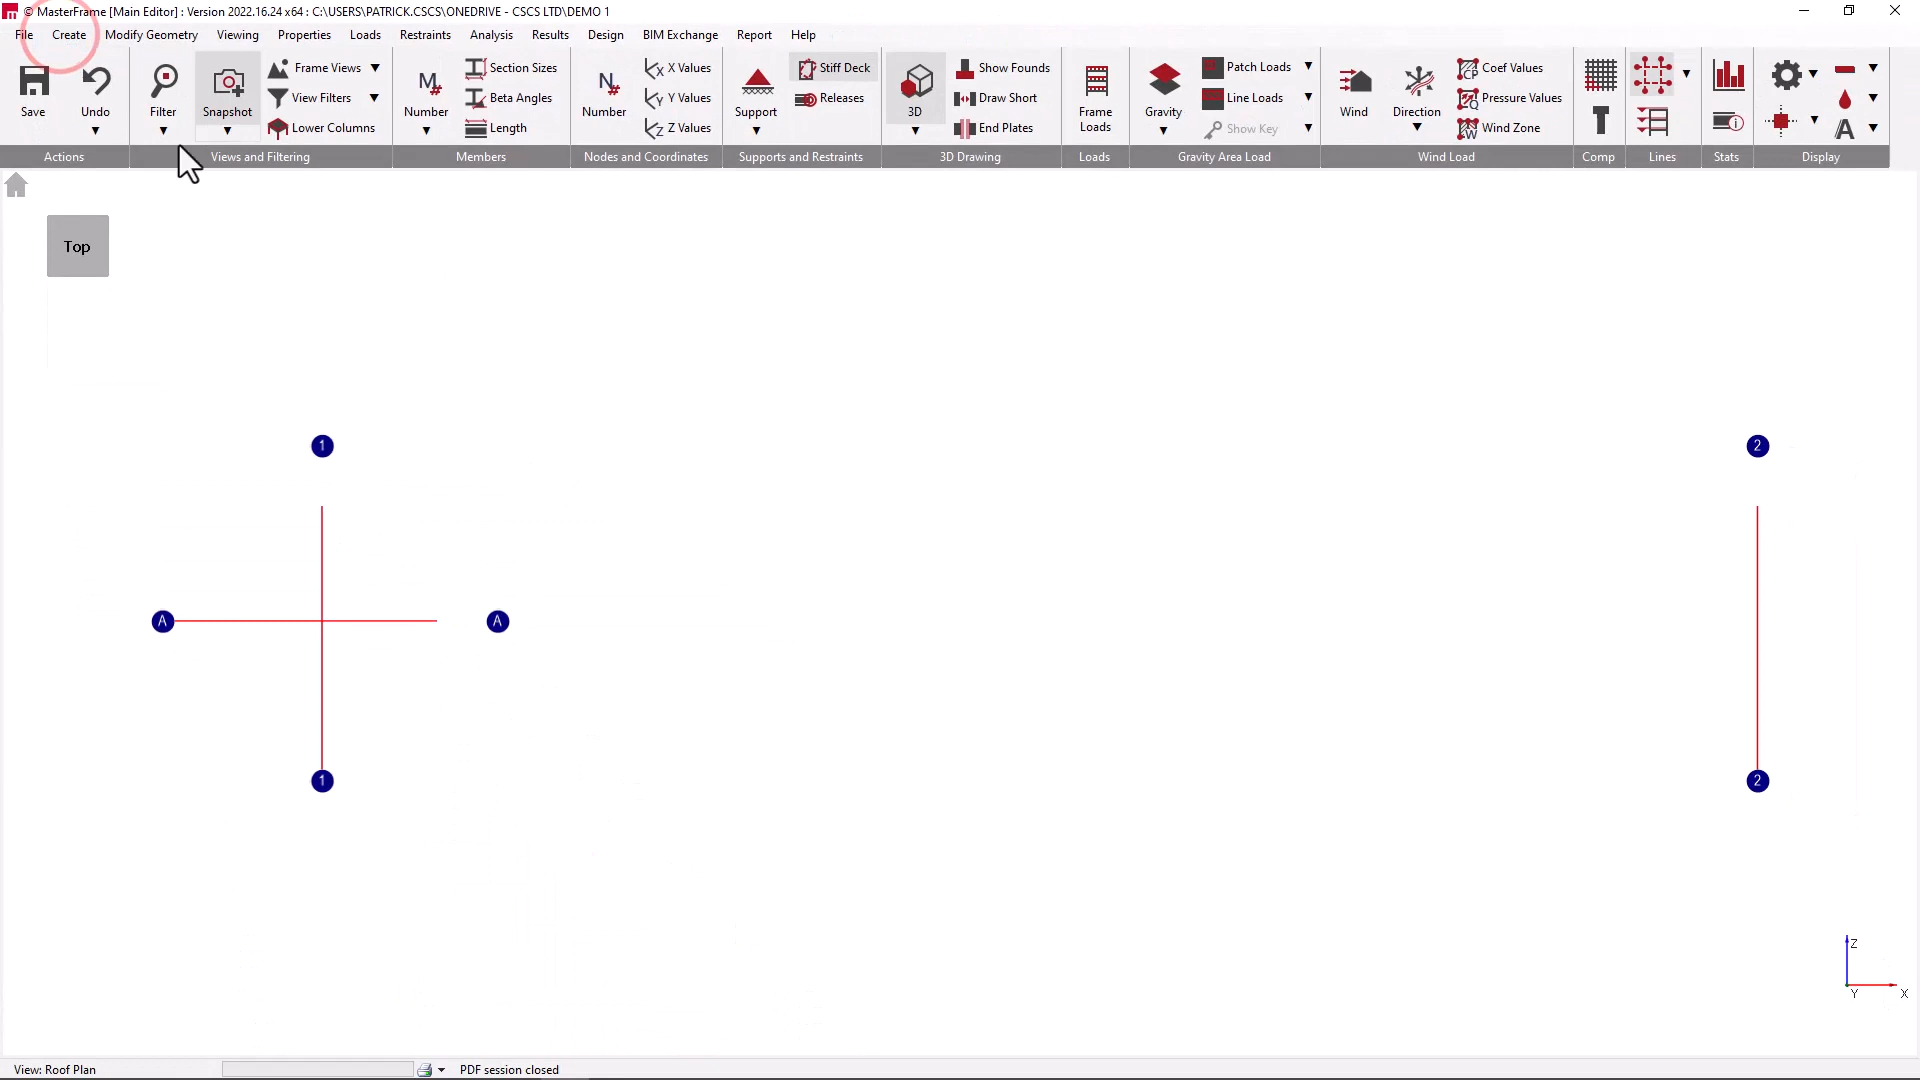 © MasterFrame [Main Editor] : Version 2022.16.24 x64 : C:\USERS\PATRICK.CSCS\ONEDRIVE - CSCS LTD\DEMO 1
File Create Modify Geometry Viewing Properties Loads Restraints Analysis Results Design BIM Exchange Report Help
Frame Views Section Sizes X Values Stiff Deck Show Founds Patch Loads Coef Values
View Filters Beta Angles Y Values Releases Draw Short Line Loads Pressure Values
Save Undo Filter Snapshot Number Number Support 3D Frame Loads Gravity Wind Direction
Lower Columns Length Z Values End Plates Show Key Wind Zone
Actions Views and Filtering Members Nodes and Coordinates Supports and Restraints 3D Drawing Loads Gravity Area Load Wind Load Comp Lines Stats Display
Top
1 2
A A
1 2
Z
Y X
View: Roof Plan PDF session closed